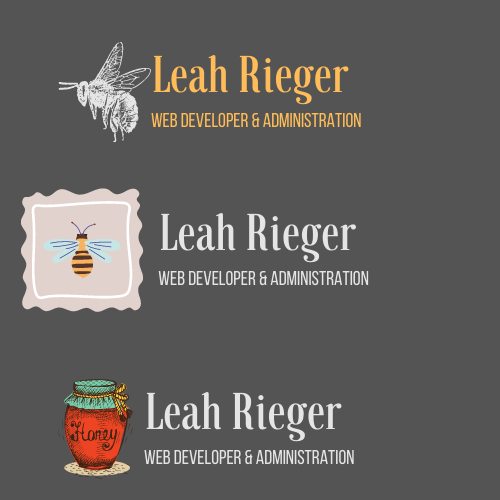 Leah Rieger
WEB DEVELOPER & ADMINISTRATION
Leah Rieger
WEB DEVELOPER & ADMINISTRATION
Leah Rieger
Honey
WEB DEVELOPER & ADMINISTRATION